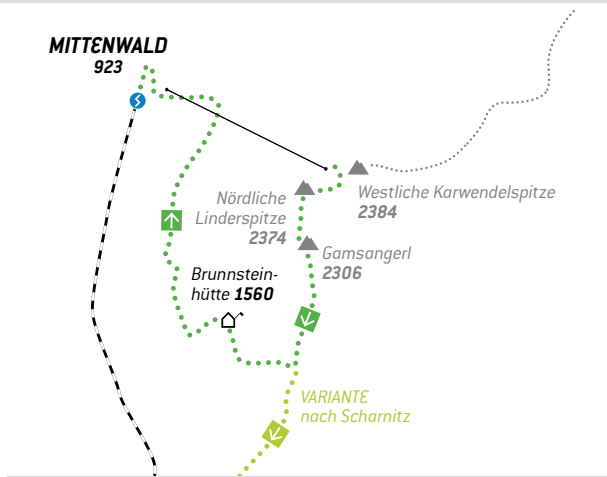 MITTENWALD
923
Nördliche
Linderspitze
2374
Westliche Karwendelspitze
2384
Gamsangerl
2306
Brunnstein-
hütte 1560
VARIANTE
nach Scharnitz